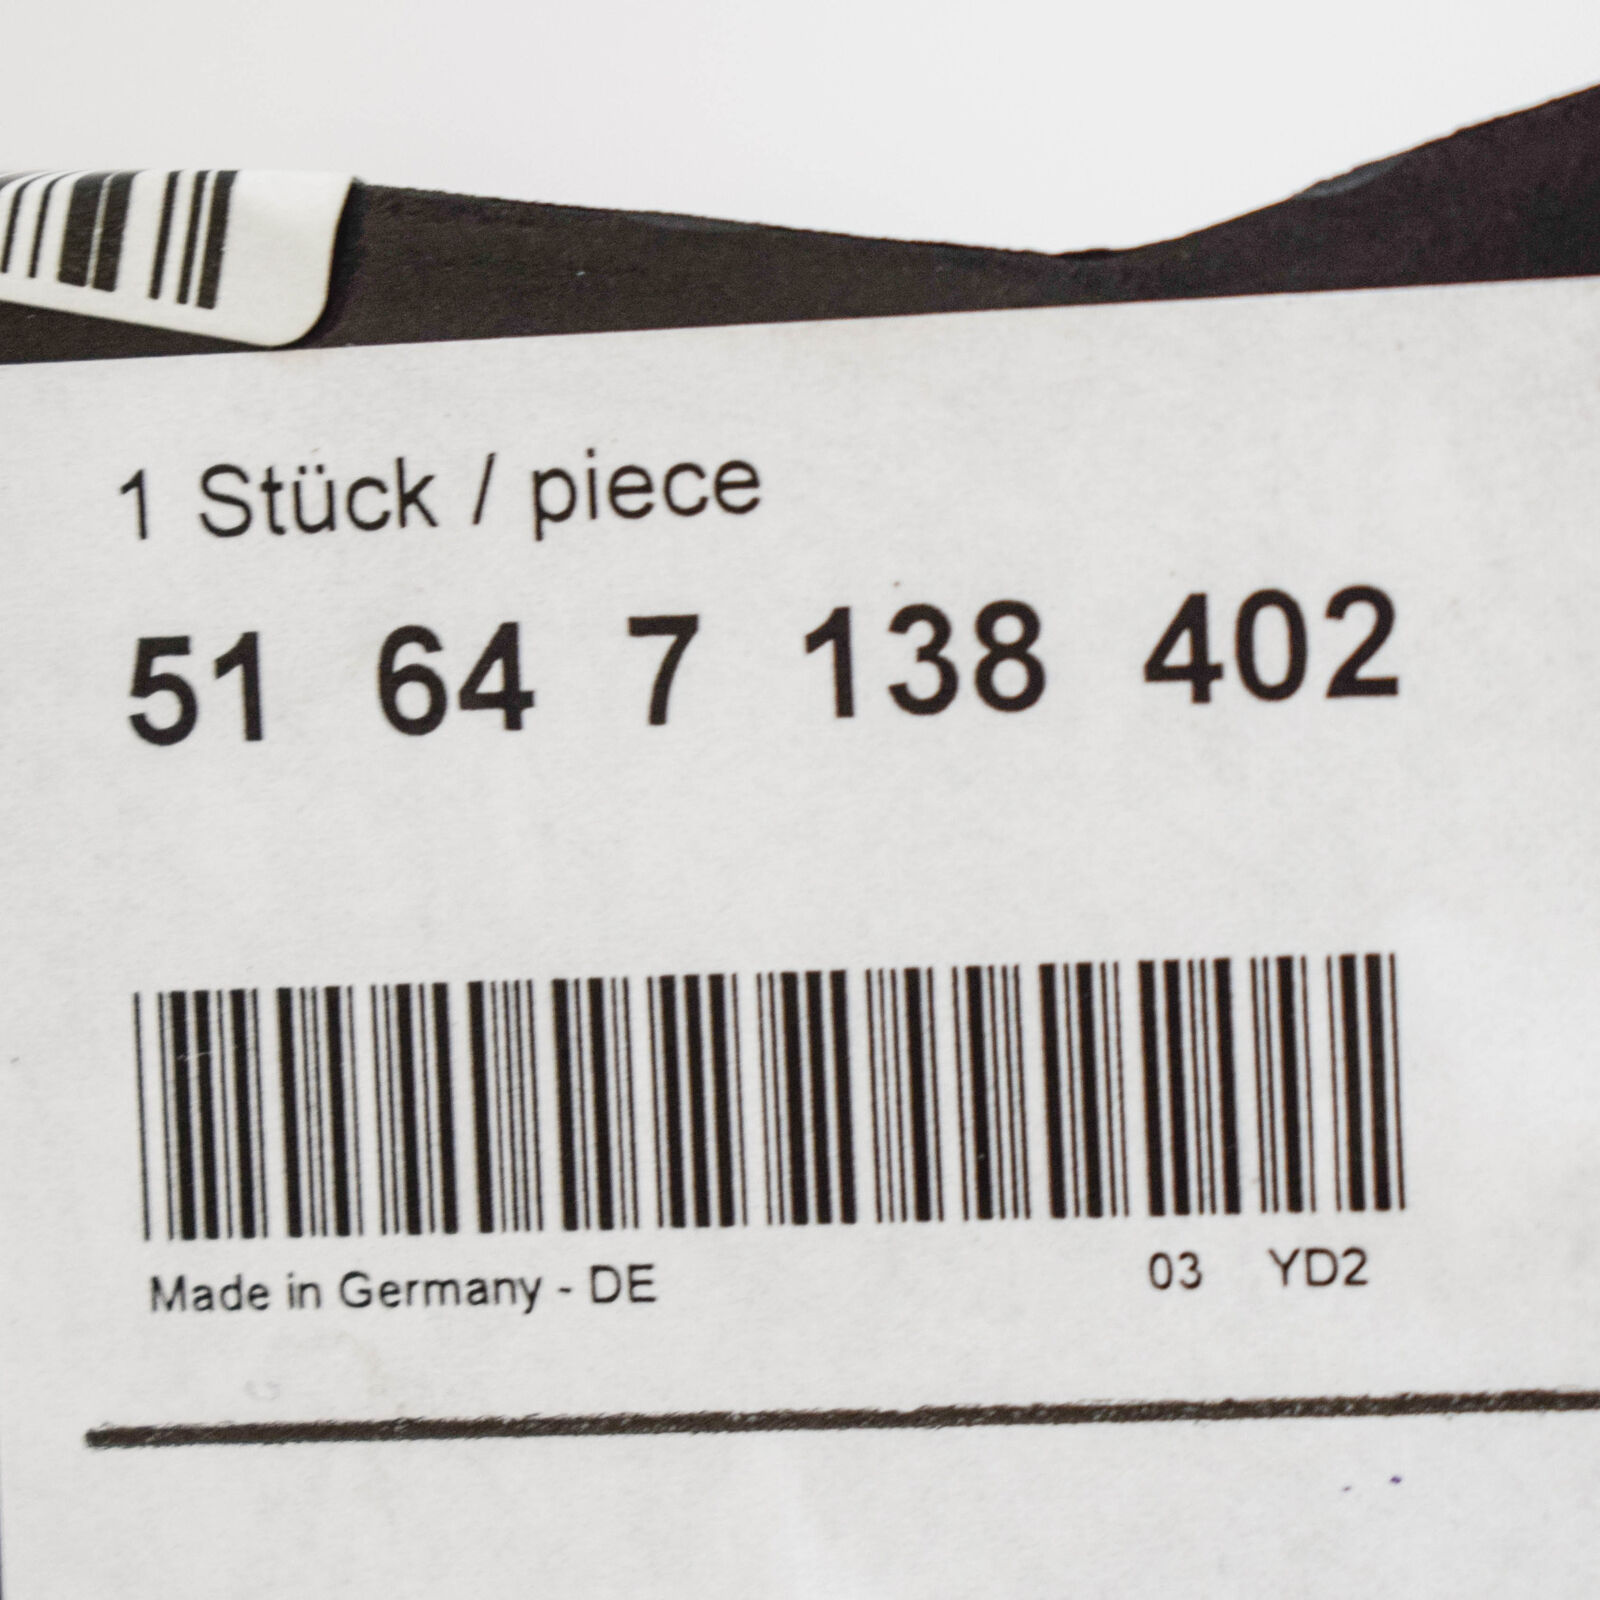 1 Stück / piece
51 64 7 138 402
Made in Germany - DE 03 YD2